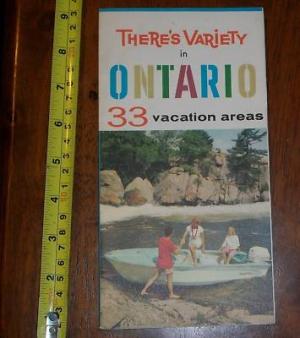 THERE'S VARIETY
in
ONTARIO
33 vacation areas